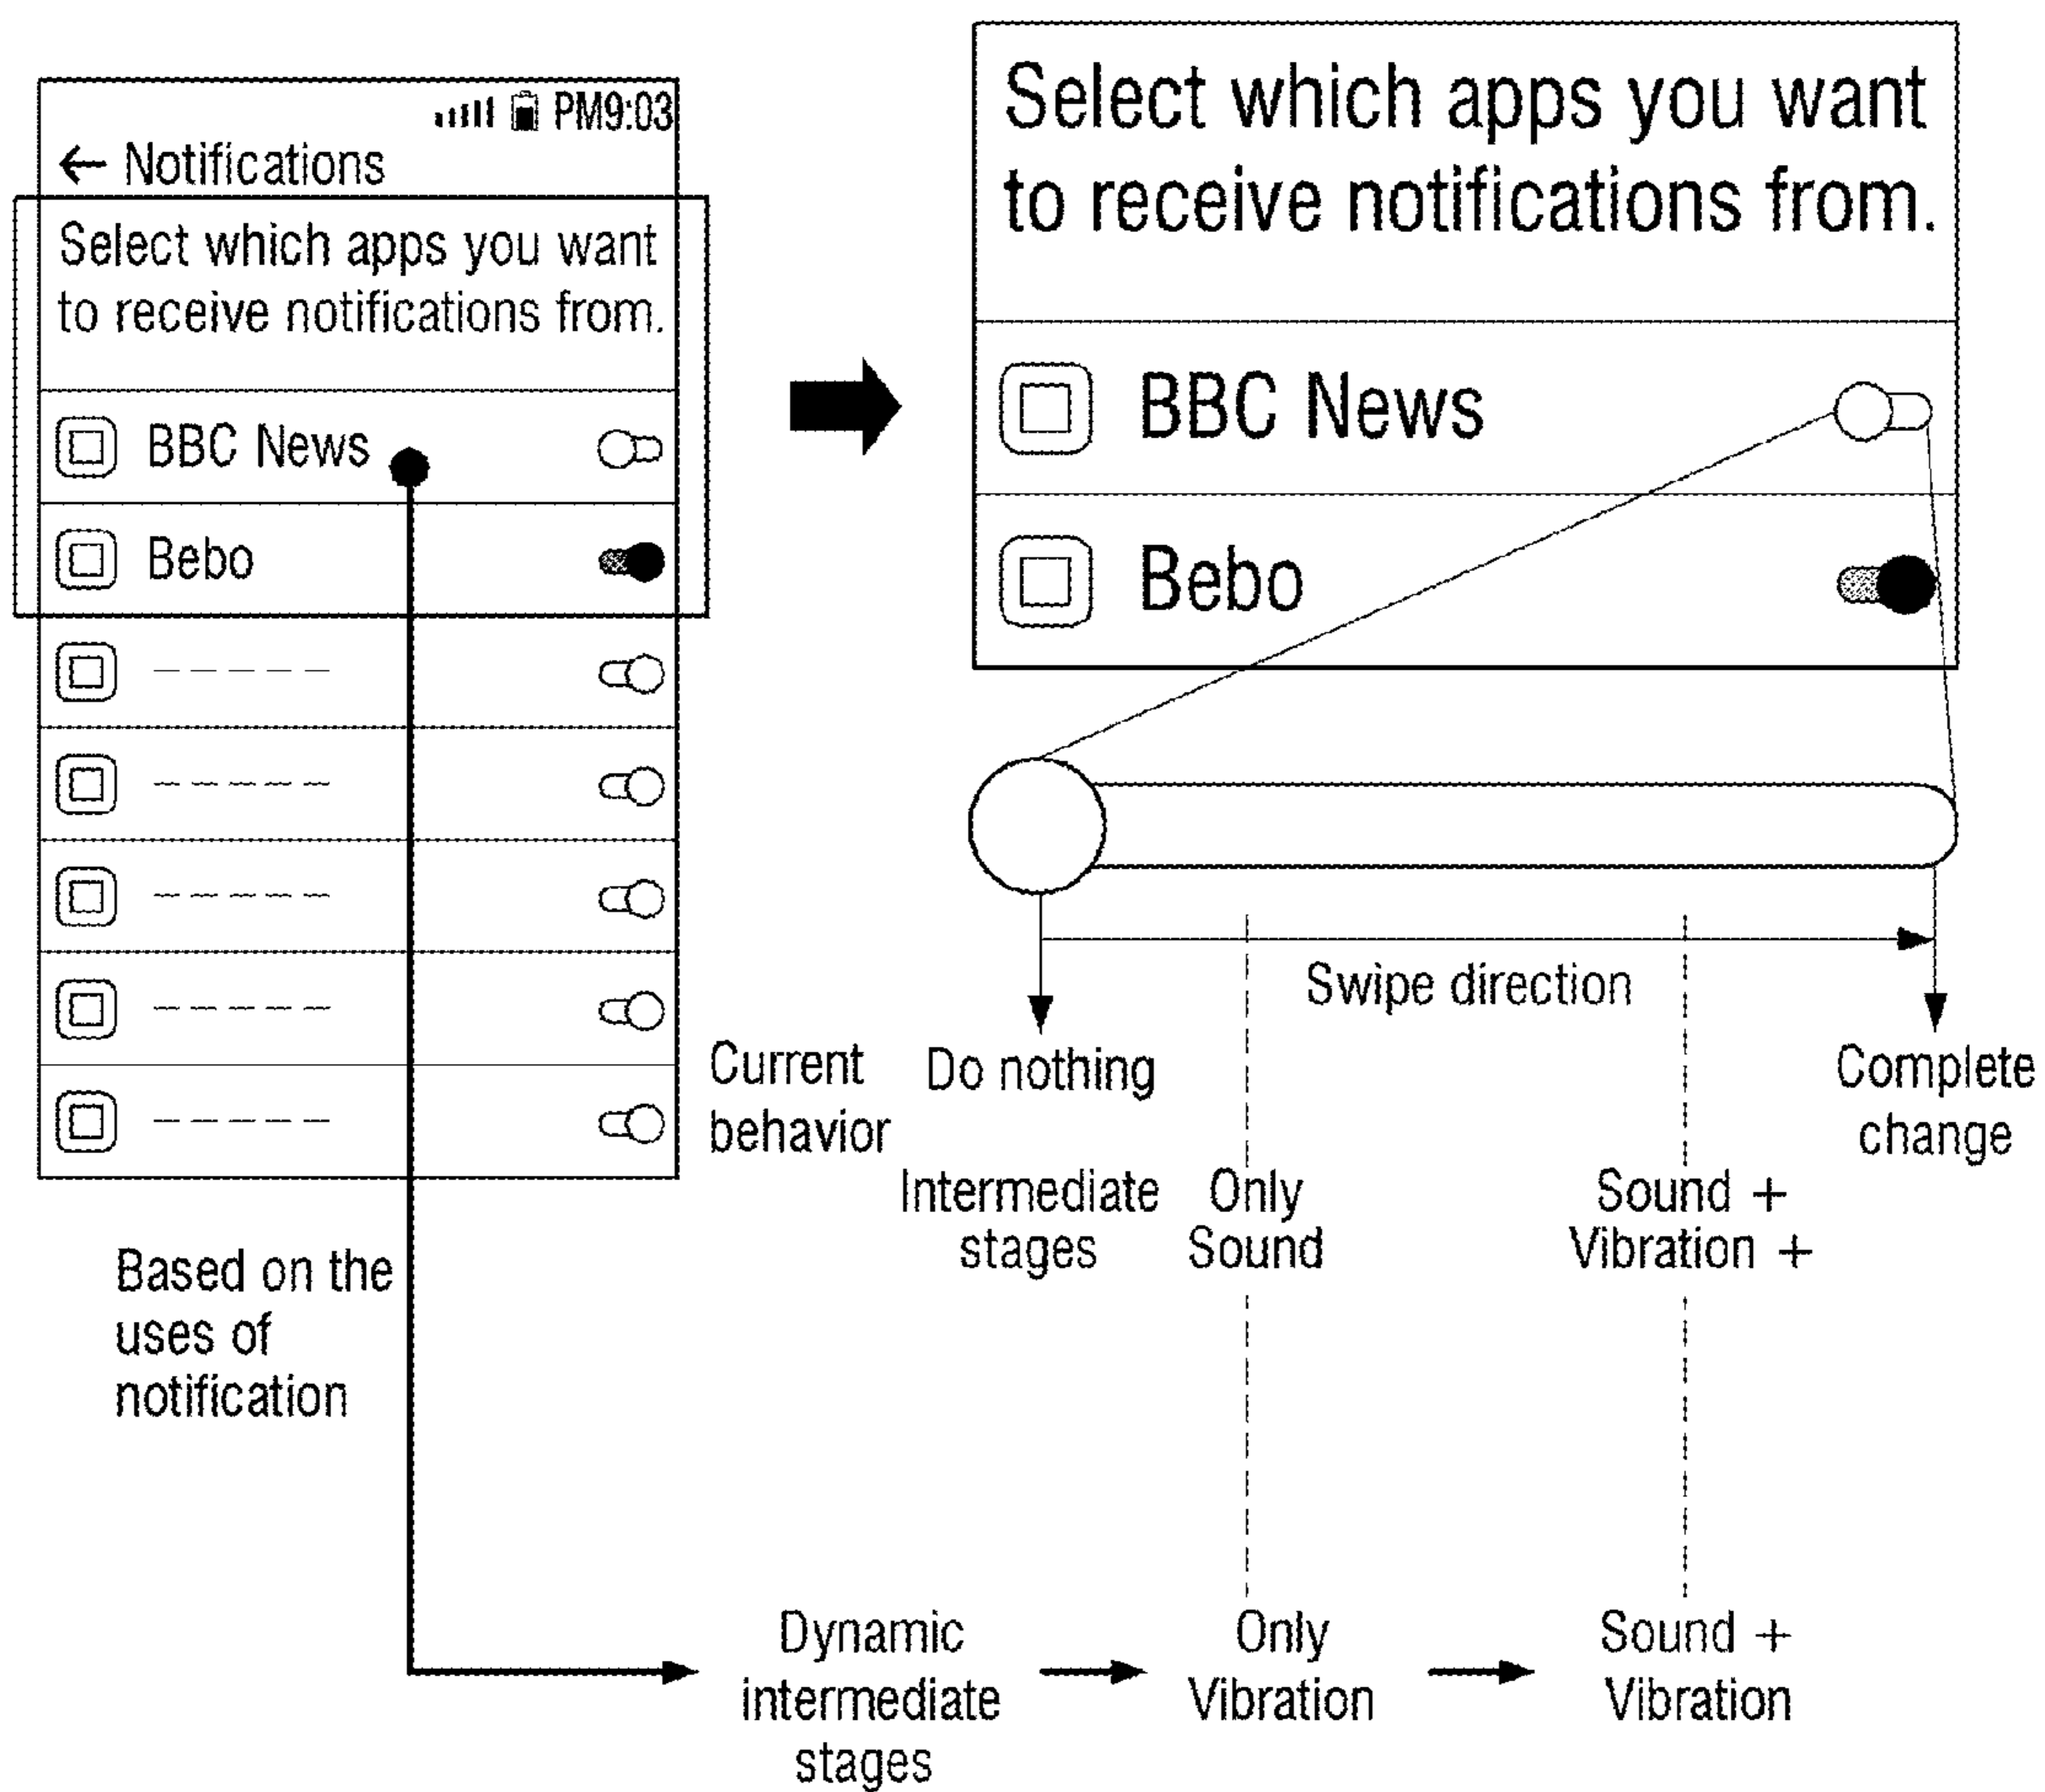 PM9:03
← Notifications
Select which apps you want
to receive notifications from.
BBC News
Bebo
Select which apps you want
to receive notifications from.
BBC News
Bebo
Swipe direction
Current
behavior
Do nothing
Complete
change
Intermediate
stages
Only
Sound
Sound +
Vibration +
Based on the
uses of
notification
Dynamic
intermediate
stages
Only
Vibration
Sound +
Vibration